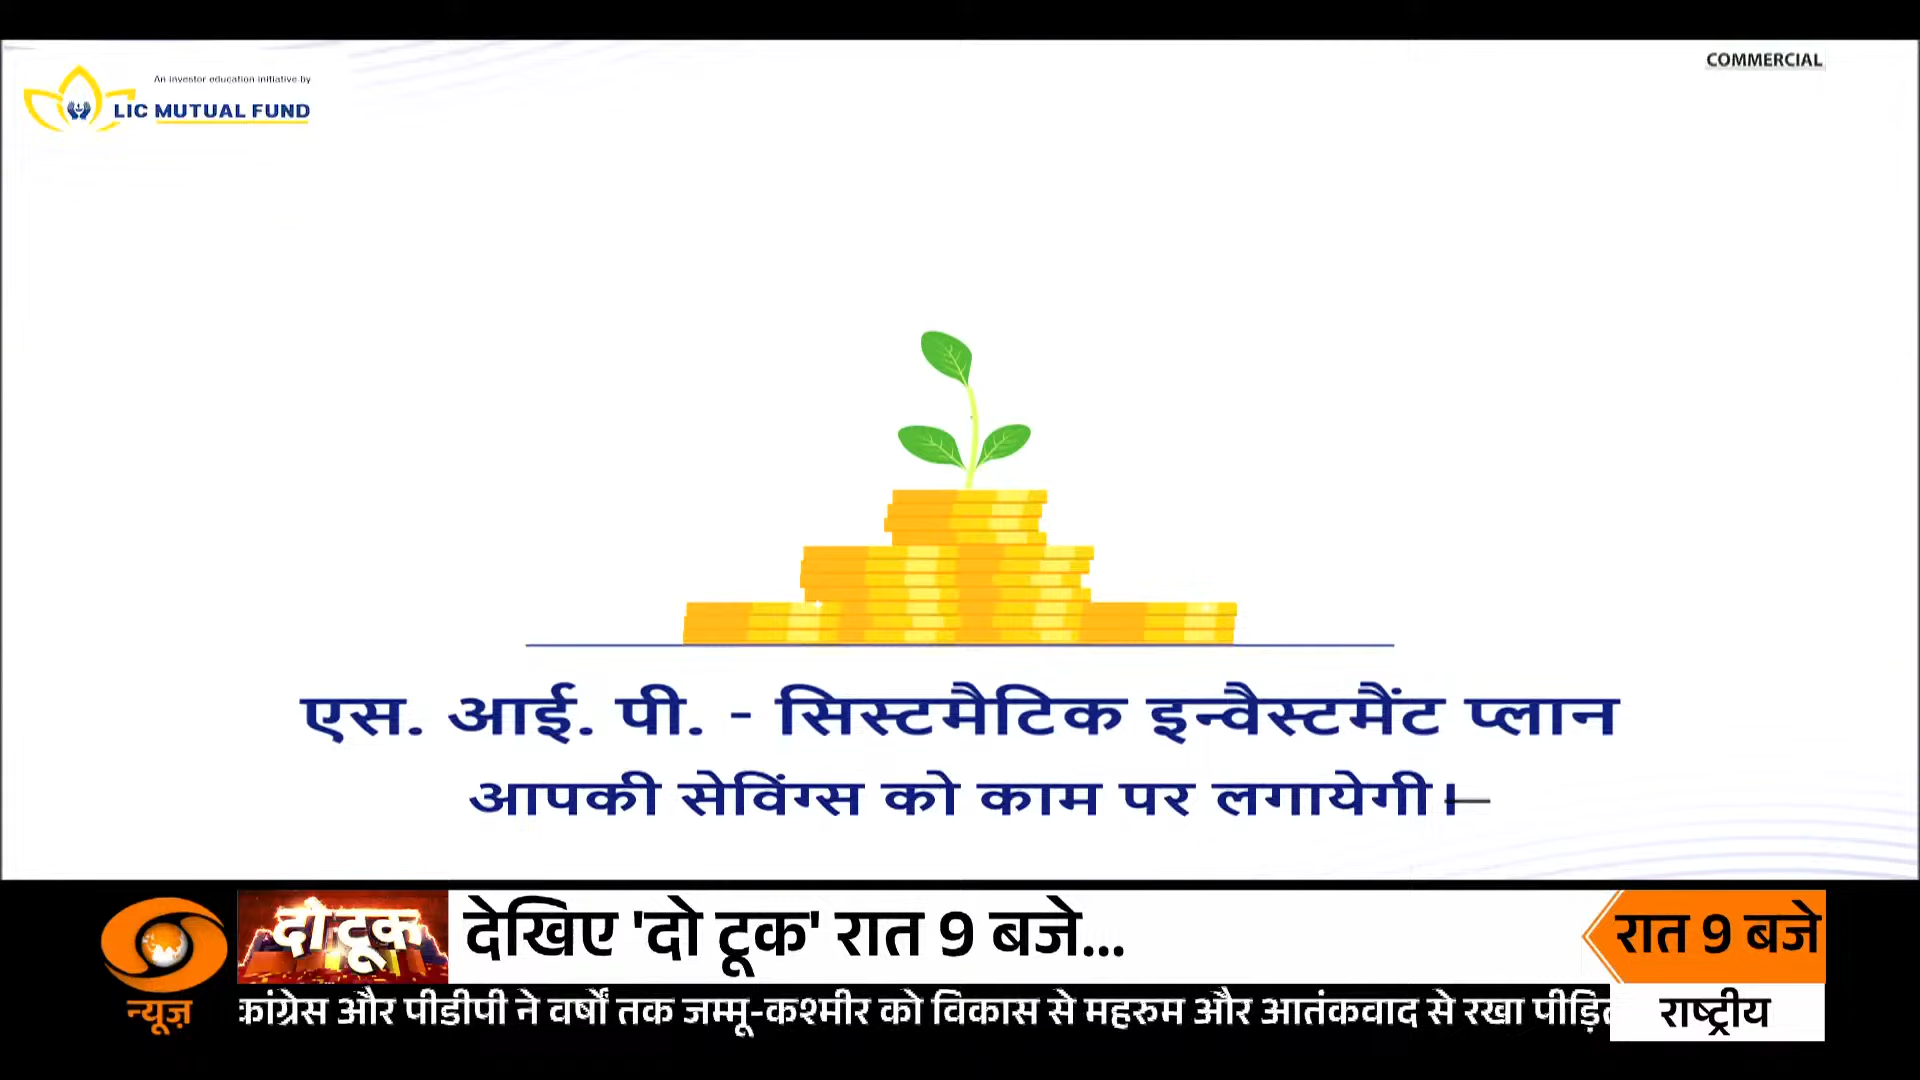 An investor education initiative by
LIC MUTUAL FUND
COMMERCIAL
एस. आई. पी. - सिस्टमैटिक इन्वैस्टमैंट प्लान
आपकी सेविंग्स को काम पर लगायेगी।
दो टूक
देखिए 'दो टूक' रात 9 बजे...
रात 9 बजे
न्यूज़
कांग्रेस और पीडीपी ने वर्षों तक जम्मू-कश्मीर को विकास से महरुम और आतंकवाद से रखा
राष्ट्रीय